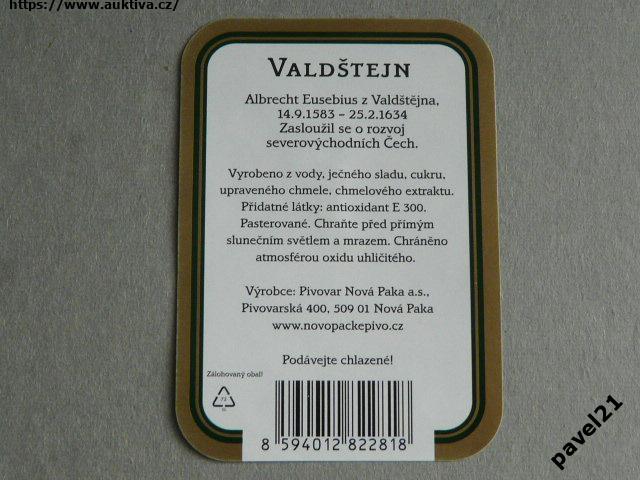 https://www.auktiva.cz/
VALDŠTEJN
Albrecht Eusebius z Valdštějna,
14.9.1583 – 25.2.1634
Zasloužil se o rozvoj
severovýchodních Čech.
Vyrobeno z vody, ječného sladu, cukru,
upraveného chmele, chmelového extraktu.
Přidatné látky: antioxidant E 300.
Pasterované. Chraňte před přímým
slunečním světlem a mrazem. Chráněno
atmosférou oxidu uhličitého.
Výrobce: Pivovar Nová Paka a.s.,
Pivovarská 400, 509 01 Nová Paka
www.novopackepivo.cz
Podávejte chlazené!
Zálohovaný obal!
8 594012 822818
pavel21